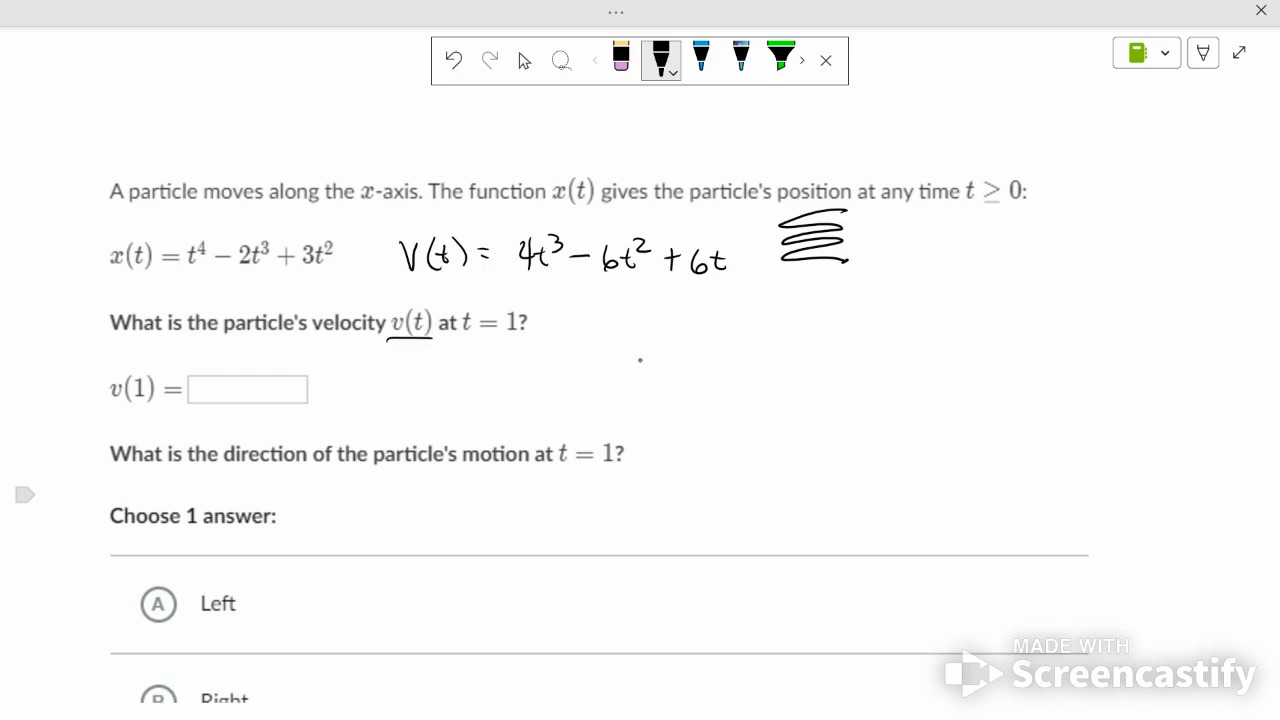 A particle moves along the x-axis. The function x(t) gives the particle's position at any time t ≥ 0:
x(t) = t⁴ − 2t³ + 3t² V(t) = 4t³ − 6t² + 6t
What is the particle's velocity v(t) at t = 1?
v(1) =
What is the direction of the particle's motion at t = 1?
Choose 1 answer:
A Left
B Right
MADE WITH
Screencastify